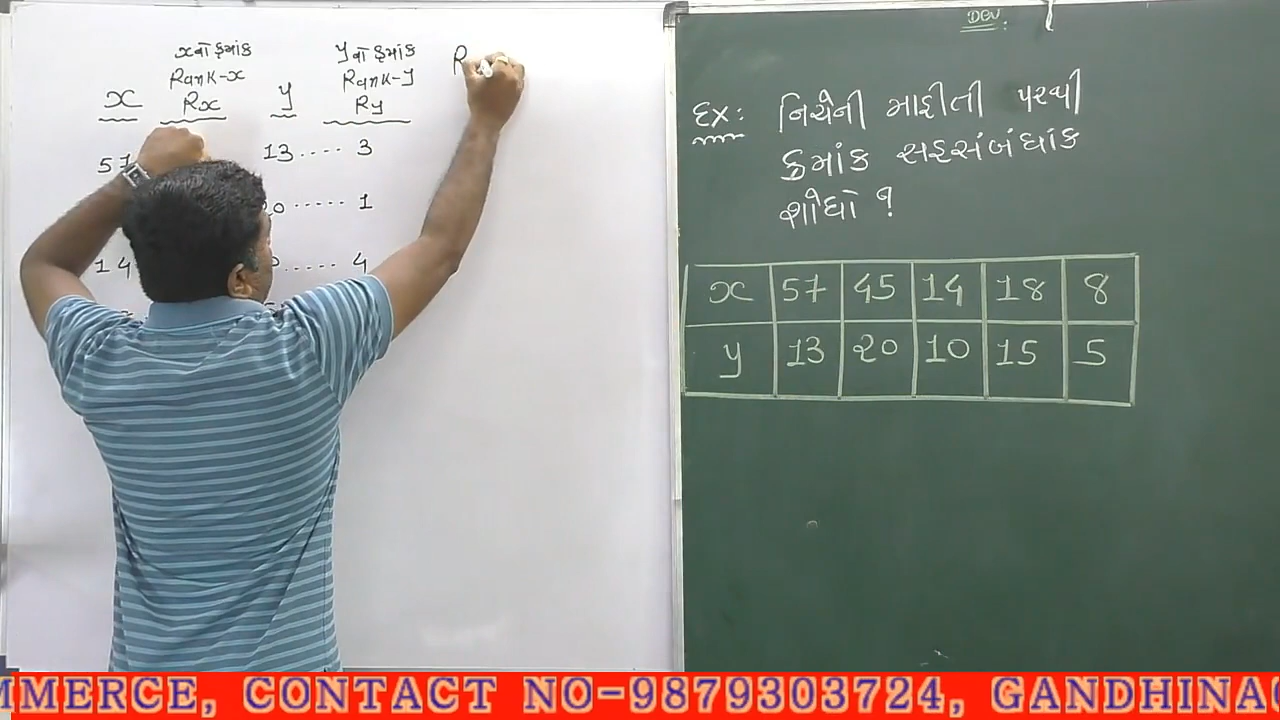 xનો ક્રમાંક yનો ક્રમાંક R
Rank-x Rank-y
x Rx y Ry
57 13.... 3
..... 1
14 ..... 4
DEV:
Ex: નિચેની માહીતી પરથી
ક્રમાંક સહસંબંધાંક
શોધો ?
x 57 45 14 18 8
y 13 20 10 15 5
MMERCE, CONTACT NO-9879303724, GANDHINAG